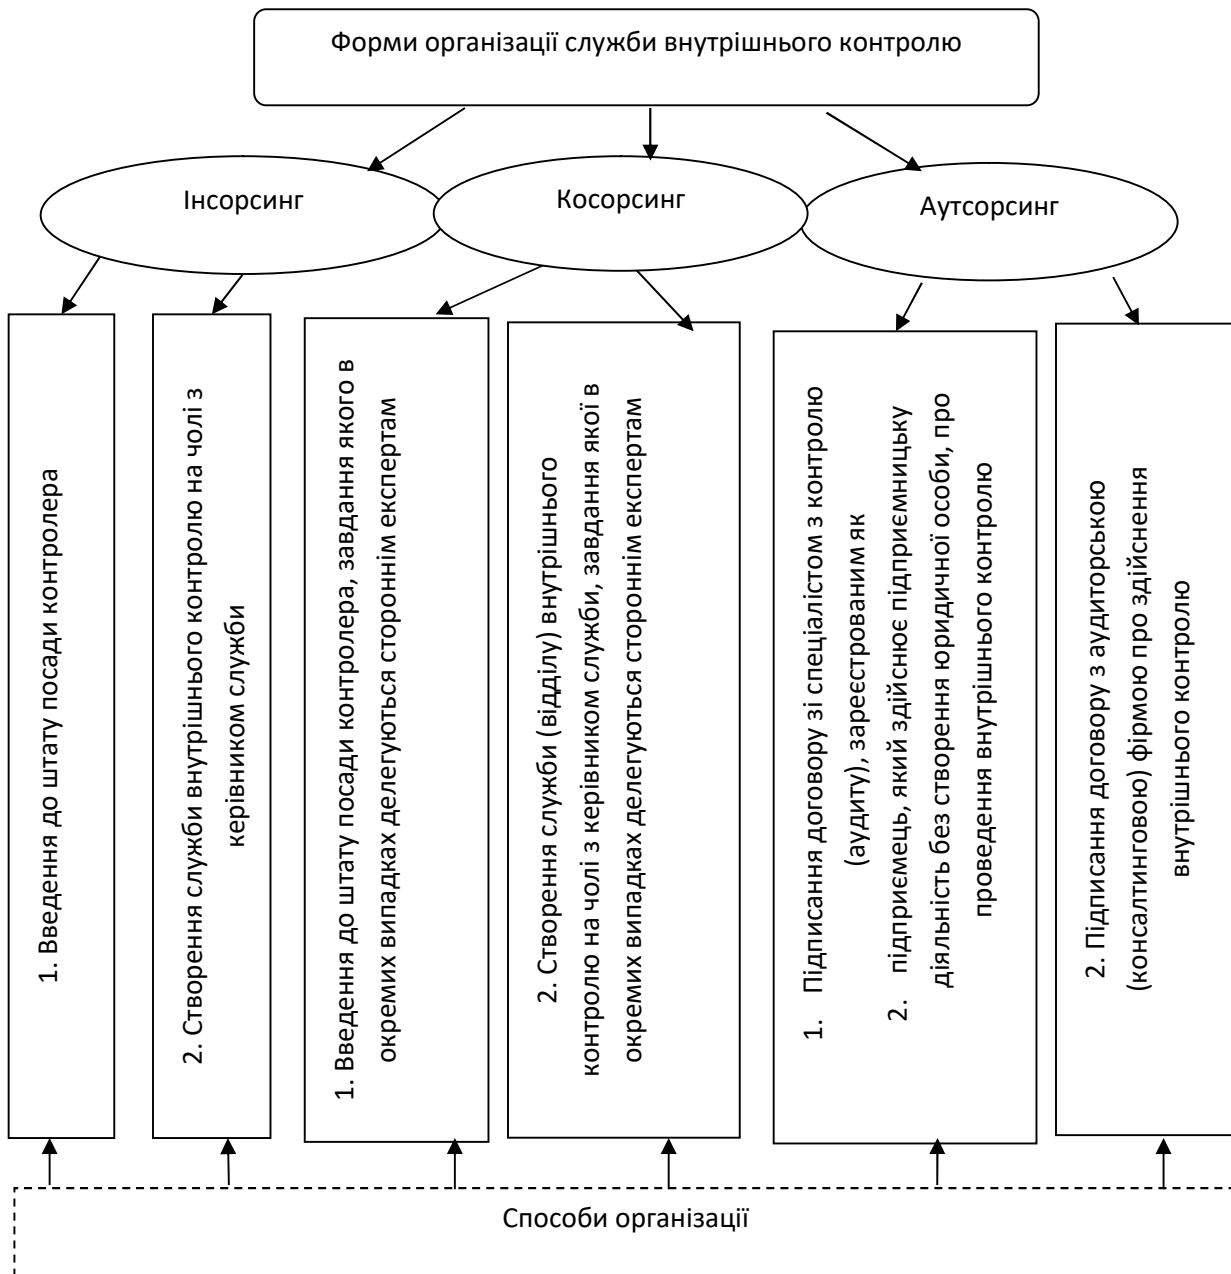 Форми організації служби внутрішнього контролю
Інсорсинг
Косорсинг
Аутсорсинг
1. Введення до штату посади контролера
2. Створення служби внутрішнього контролю на чолі з
керівником служби
1. Введення до штату посади контролера, завдання якого в
окремих випадках делегуються стороннім експертам
2. Створення служби (відділу) внутрішнього
контролю на чолі з керівником служби, завдання якої в
окремих випадках делегуються стороннім експертам
1. Підписання договору зі спеціалістом з контролю
(аудиту), зареєстрованим як
2. підприємець, який здійснює підприємницьку
діяльність без створення юридичної особи, про
проведення внутрішнього контролю
2. Підписання договору з аудиторською
(консалтинговою) фірмою про здійснення
внутрішнього контролю
Способи організації